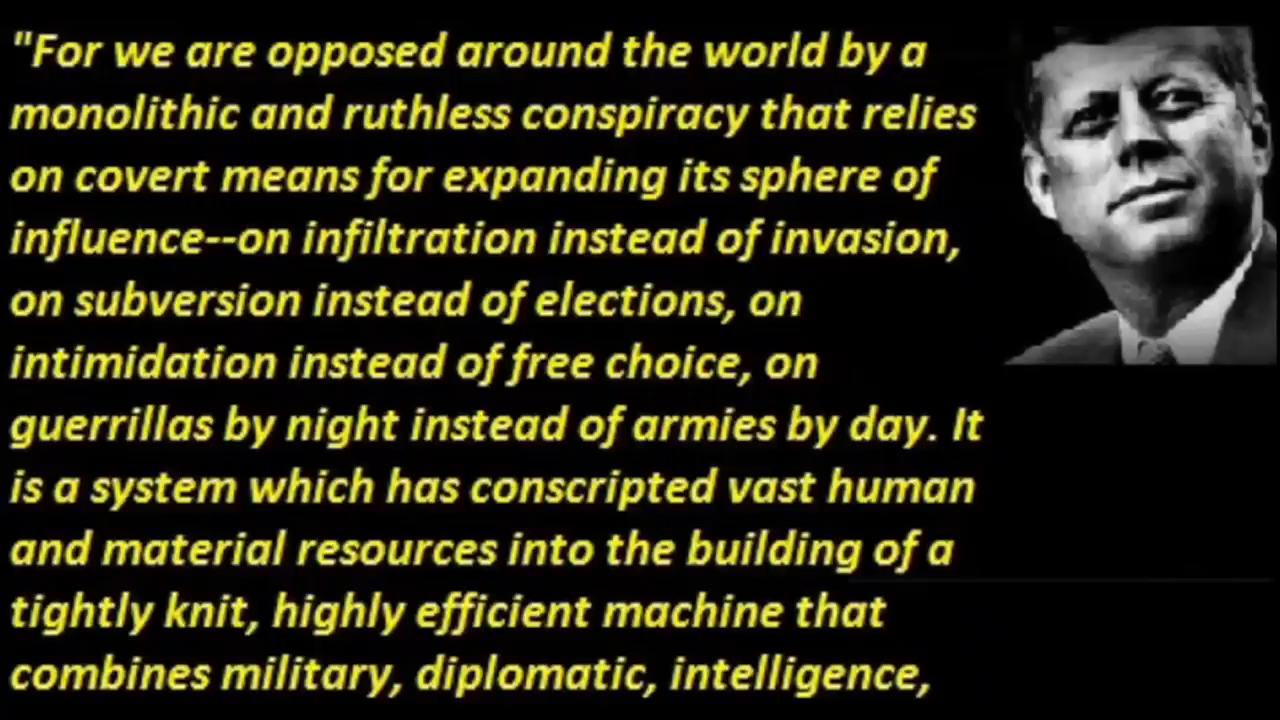 "For we are opposed around the world by a
monolithic and ruthless conspiracy that relies
on covert means for expanding its sphere of
influence--on infiltration instead of invasion,
on subversion instead of elections, on
intimidation instead of free choice, on
guerrillas by night instead of armies by day. It
is a system which has conscripted vast human
and material resources into the building of a
tightly knit, highly efficient machine that
combines military, diplomatic, intelligence,